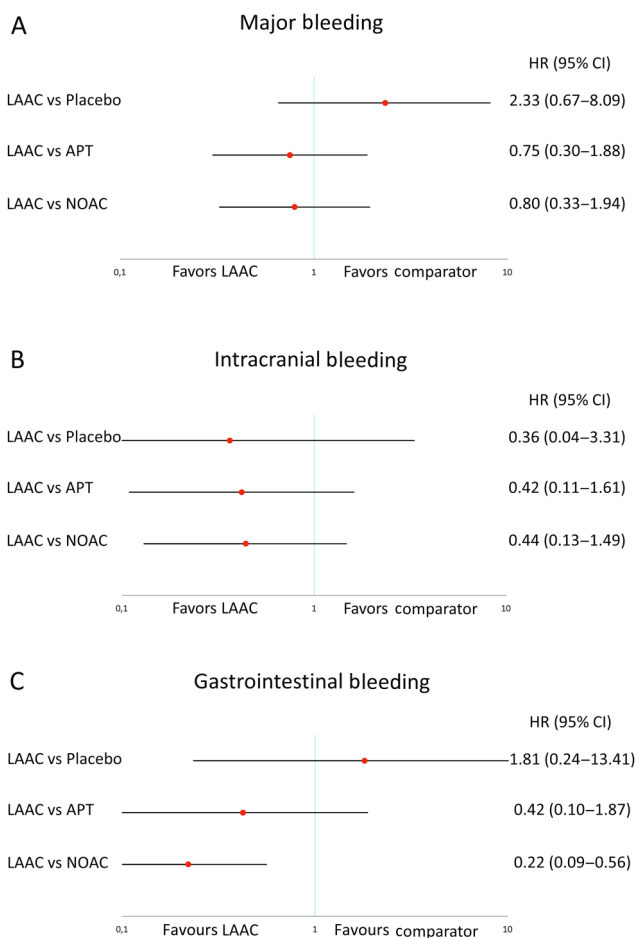 A
Major bleeding
HR (95% CI)
LAAC vs Placebo 2.33 (0.67–8.09)
LAAC vs APT 0.75 (0.30–1.88)
LAAC vs NOAC 0.80 (0.33–1.94)
0,1 Favors LAAC 1 Favors comparator 10
B
Intracranial bleeding
HR (95% CI)
LAAC vs Placebo 0.36 (0.04–3.31)
LAAC vs APT 0.42 (0.11–1.61)
LAAC vs NOAC 0.44 (0.13–1.49)
0,1 Favors LAAC 1 Favors comparator 10
C
Gastrointestinal bleeding
HR (95% CI)
LAAC vs Placebo 1.81 (0.24–13.41)
LAAC vs APT 0.42 (0.10–1.87)
LAAC vs NOAC 0.22 (0.09–0.56)
0,1 Favours LAAC 1 Favours comparator 10